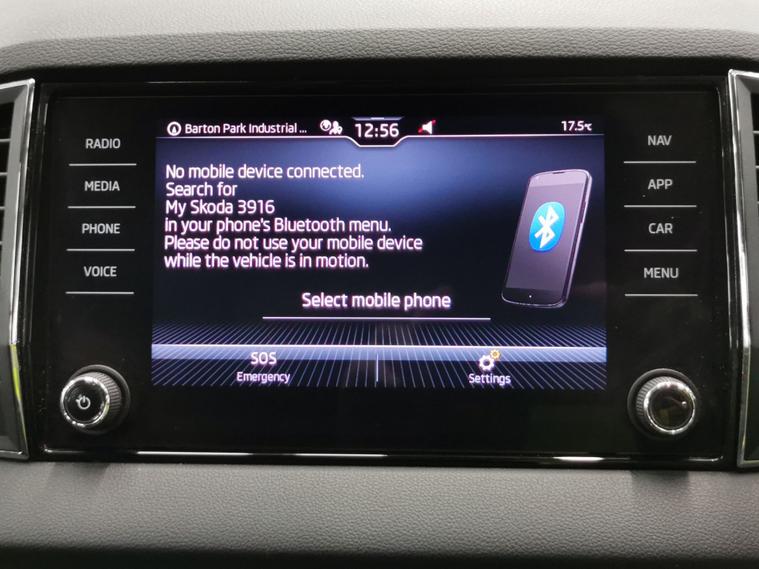 Barton Park Industrial ...
12:56
17.5°C
RADIO
MEDIA
PHONE
VOICE
No mobile device connected.
Search for
My Skoda 3916
in your phone's Bluetooth menu.
Please do not use your mobile device
while the vehicle is in motion.
Select mobile phone
SOS
Emergency
Settings
NAV
APP
CAR
MENU